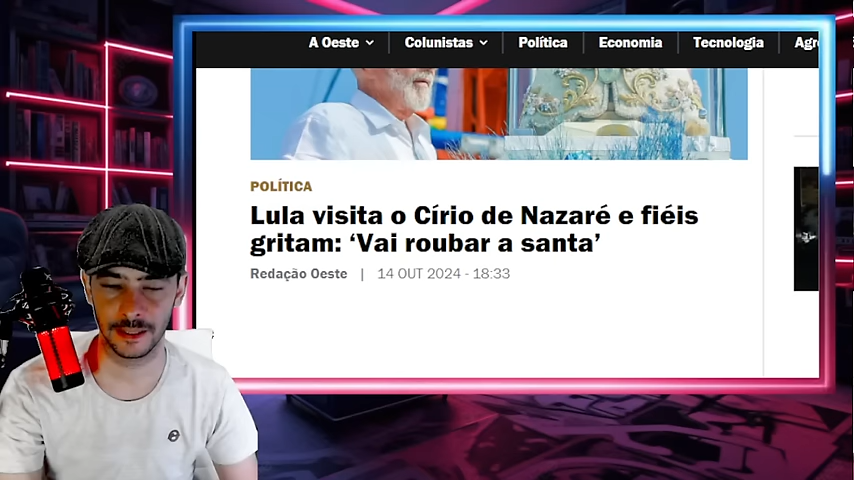 A Oeste
Colunistas
Política
Economia
Tecnologia
Agr
POLÍTICA
Lula visita o Círio de Nazaré e fiéis
gritam: ‘Vai roubar a santa’
Redação Oeste | 14 OUT 2024 - 18:33